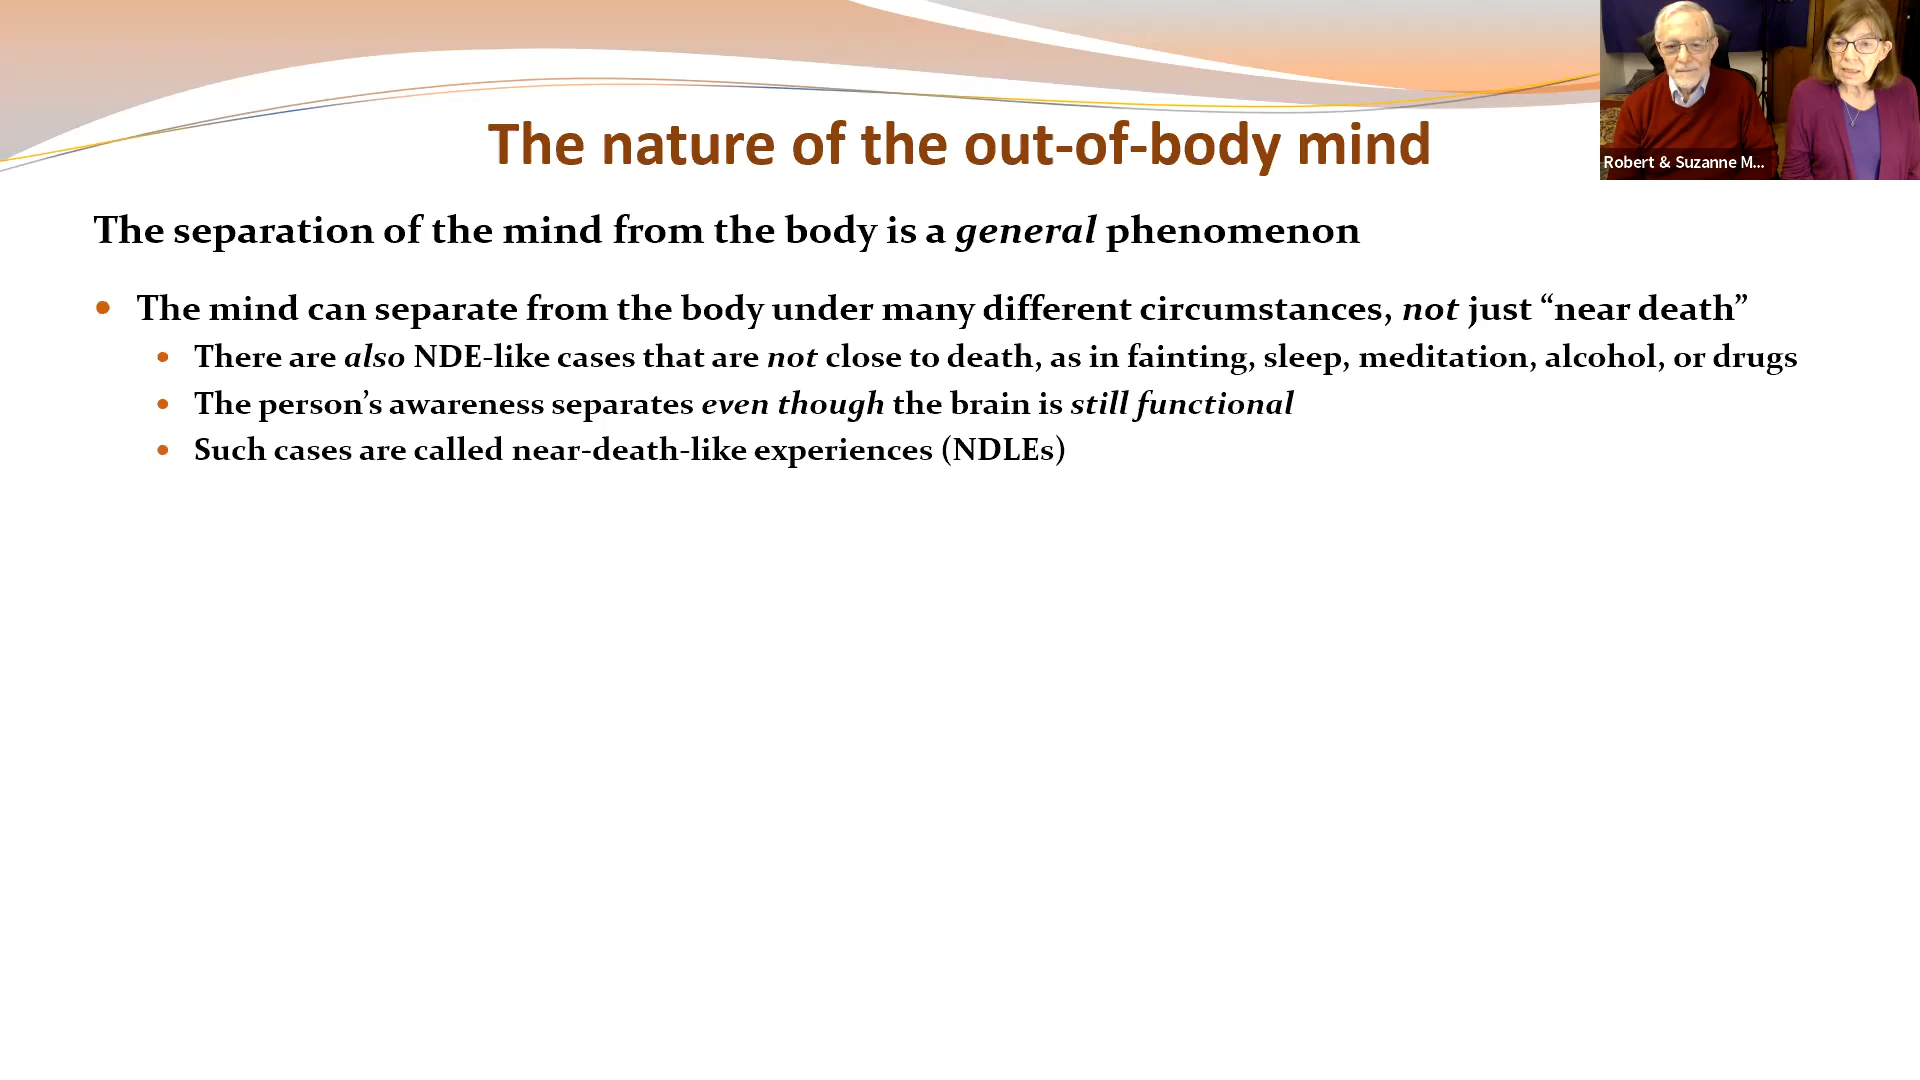 Robert & Suzanne M...
The nature of the out-of-body mind
The separation of the mind from the body is a general phenomenon
• The mind can separate from the body under many different circumstances, not just “near death”
• There are also NDE-like cases that are not close to death, as in fainting, sleep, meditation, alcohol, or drugs
• The person’s awareness separates even though the brain is still functional
• Such cases are called near-death-like experiences (NDLEs)